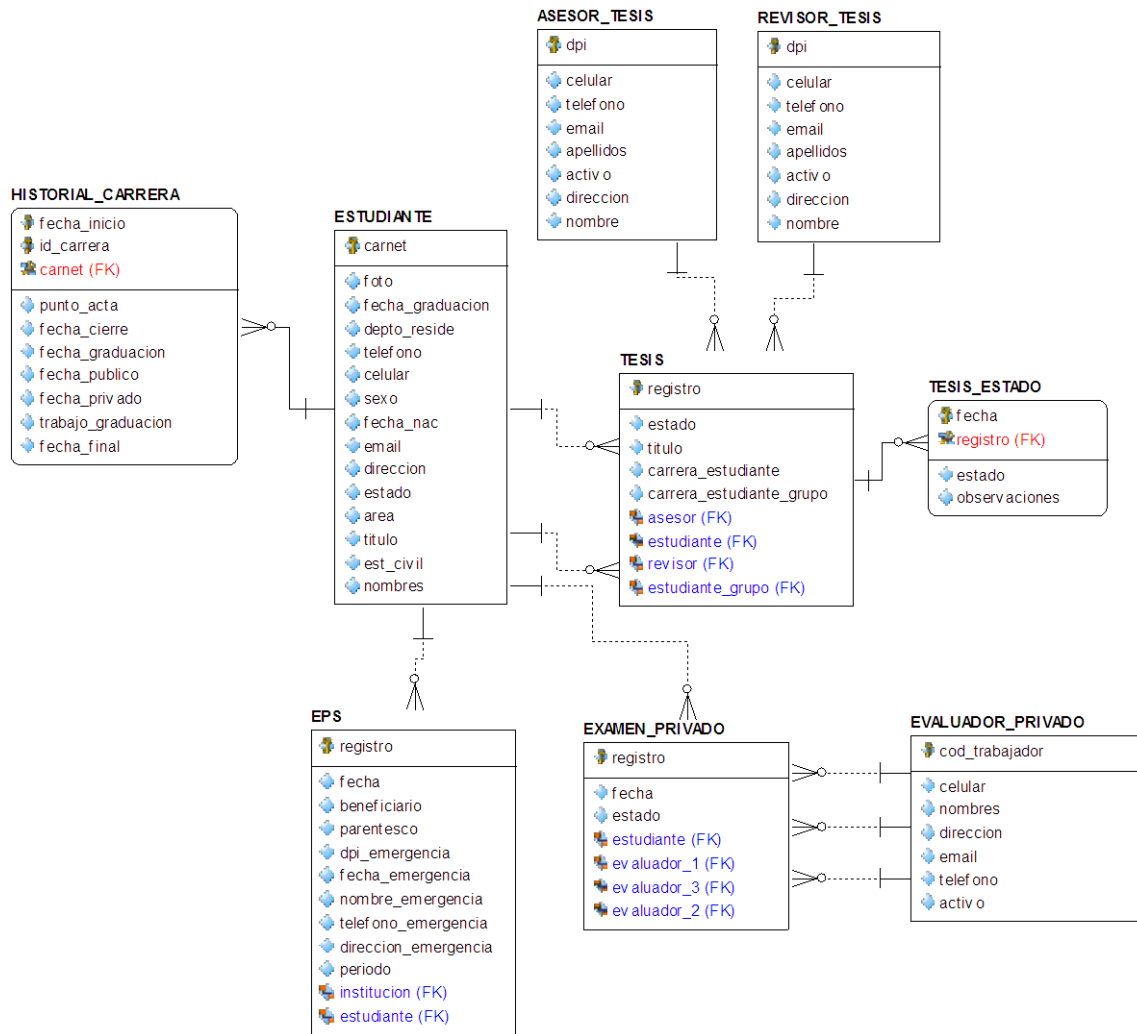 ASESOR_TESIS
dpi
celular
telefono
email
apellidos
activo
direccion
nombre
REVISOR_TESIS
dpi
celular
telefono
email
apellidos
activo
direccion
nombre
HISTORIAL_CARRERA
fecha_inicio
id_carrera
carnet (FK)
punto_acta
fecha_cierre
fecha_graduacion
fecha_publico
fecha_privado
trabajo_graduacion
fecha_final
ESTUDIANTE
carnet
foto
fecha_graduacion
depto_reside
telefono
celular
sexo
fecha_nac
email
direccion
estado
area
titulo
est_civil
nombres
TESIS
registro
estado
titulo
carrera_estudiante
carrera_estudiante_grupo
asesor (FK)
estudiante (FK)
revisor (FK)
estudiante_grupo (FK)
TESIS_ESTADO
fecha
registro (FK)
estado
observaciones
EPS
registro
fecha
beneficiario
parentesco
dpi_emergencia
fecha_emergencia
nombre_emergencia
telefono_emergencia
direccion_emergencia
periodo
institucion (FK)
estudiante (FK)
EXAMEN_PRIVADO
registro
fecha
estado
estudiante (FK)
evaluador_1 (FK)
evaluador_3 (FK)
evaluador_2 (FK)
EVALUADOR_PRIVADO
cod_trabajador
celular
nombres
direccion
email
telefono
activo